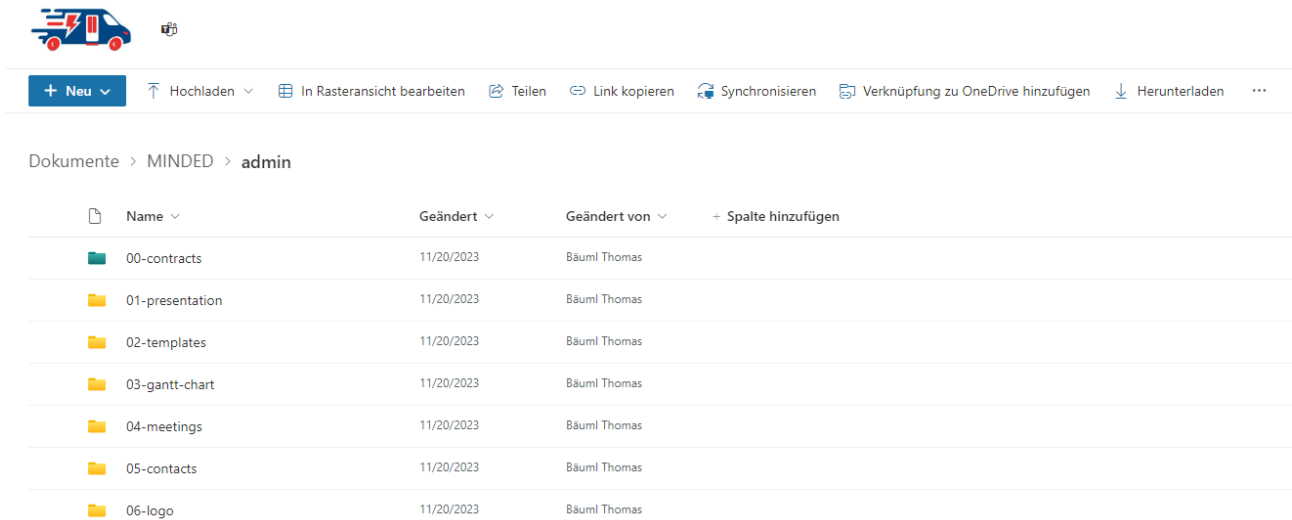 + Neu Hochladen In Rasteransicht bearbeiten Teilen Link kopieren Synchronisieren Verknüpfung zu OneDrive hinzufügen Herunterladen ...
Dokumente > MINDED > admin
Name Geändert Geändert von + Spalte hinzufügen
00-contracts 11/20/2023 Bäuml Thomas
01-presentation 11/20/2023 Bäuml Thomas
02-templates 11/20/2023 Bäuml Thomas
03-gantt-chart 11/20/2023 Bäuml Thomas
04-meetings 11/20/2023 Bäuml Thomas
05-contacts 11/20/2023 Bäuml Thomas
06-logo 11/20/2023 Bäuml Thomas